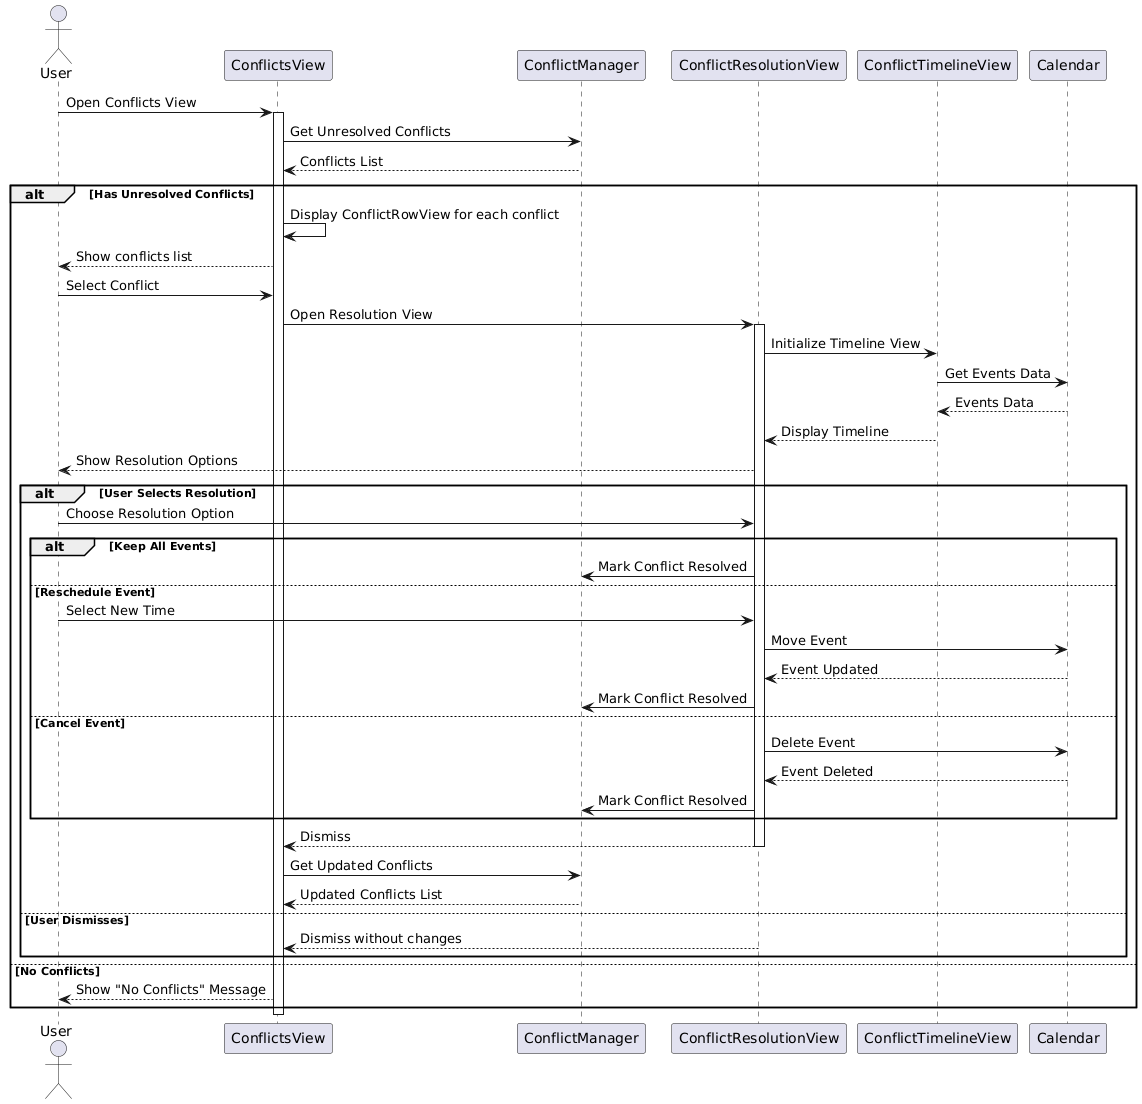 User
ConflictsView
ConflictManager
ConflictResolutionView
ConflictTimelineView
Calendar
Open Conflicts View
Get Unresolved Conflicts
Conflicts List
alt [Has Unresolved Conflicts]
Display ConflictRowView for each conflict
Show conflicts list
Select Conflict
Open Resolution View
Initialize Timeline View
Get Events Data
Events Data
Display Timeline
Show Resolution Options
alt [User Selects Resolution]
Choose Resolution Option
alt [Keep All Events]
Mark Conflict Resolved
[Reschedule Event]
Select New Time
Move Event
Event Updated
Mark Conflict Resolved
[Cancel Event]
Delete Event
Event Deleted
Mark Conflict Resolved
Dismiss
Get Updated Conflicts
Updated Conflicts List
[User Dismisses]
Dismiss without changes
[No Conflicts]
Show "No Conflicts" Message
User
ConflictsView
ConflictManager
ConflictResolutionView
ConflictTimelineView
Calendar